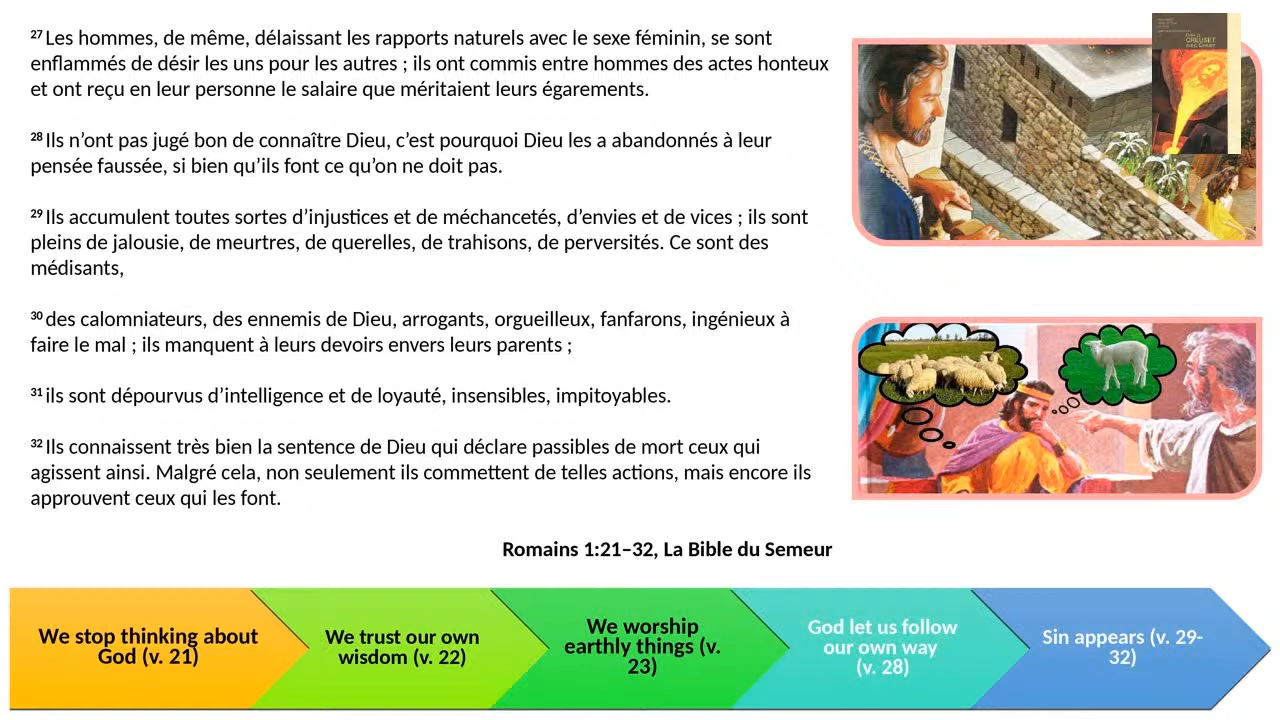 27 Les hommes, de même, délaissant les rapports naturels avec le sexe féminin, se sont
enflammés de désir les uns pour les autres ; ils ont commis entre hommes des actes honteux
et ont reçu en leur personne le salaire que méritaient leurs égarements.
28 Ils n’ont pas jugé bon de connaître Dieu, c’est pourquoi Dieu les a abandonnés à leur
pensée faussée, si bien qu’ils font ce qu’on ne doit pas.
29 Ils accumulent toutes sortes d’injustices et de méchancetés, d’envies et de vices ; ils sont
pleins de jalousie, de meurtres, de querelles, de trahisons, de perversités. Ce sont des
médisants,
30 des calomniateurs, des ennemis de Dieu, arrogants, orgueilleux, fanfarons, ingénieux à
faire le mal ; ils manquent à leurs devoirs envers leurs parents ;
31 ils sont dépourvus d’intelligence et de loyauté, insensibles, impitoyables.
32 Ils connaissent très bien la sentence de Dieu qui déclare passibles de mort ceux qui
agissent ainsi. Malgré cela, non seulement ils commettent de telles actions, mais encore ils
approuvent ceux qui les font.
Romains 1:21–32, La Bible du Semeur
CREUSET
AVEC CHRIST
We stop thinking about
God (v. 21)
We trust our own
wisdom (v. 22)
We worship
earthly things (v.
23)
God let us follow
our own way
(v. 28)
Sin appears (v. 29-
32)